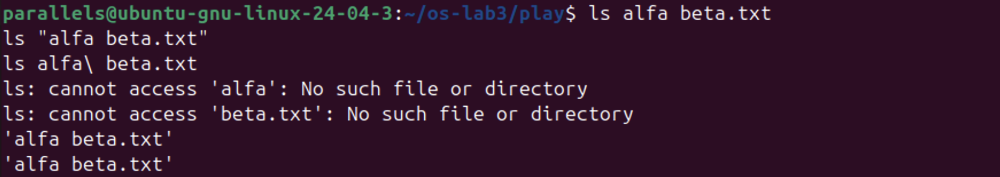 parallels@ubuntu-gnu-linux-24-04-3:~/os-lab3/play$ ls alfa beta.txt
ls "alfa beta.txt"
ls alfa\ beta.txt
ls: cannot access 'alfa': No such file or directory
ls: cannot access 'beta.txt': No such file or directory
'alfa beta.txt'
'alfa beta.txt'